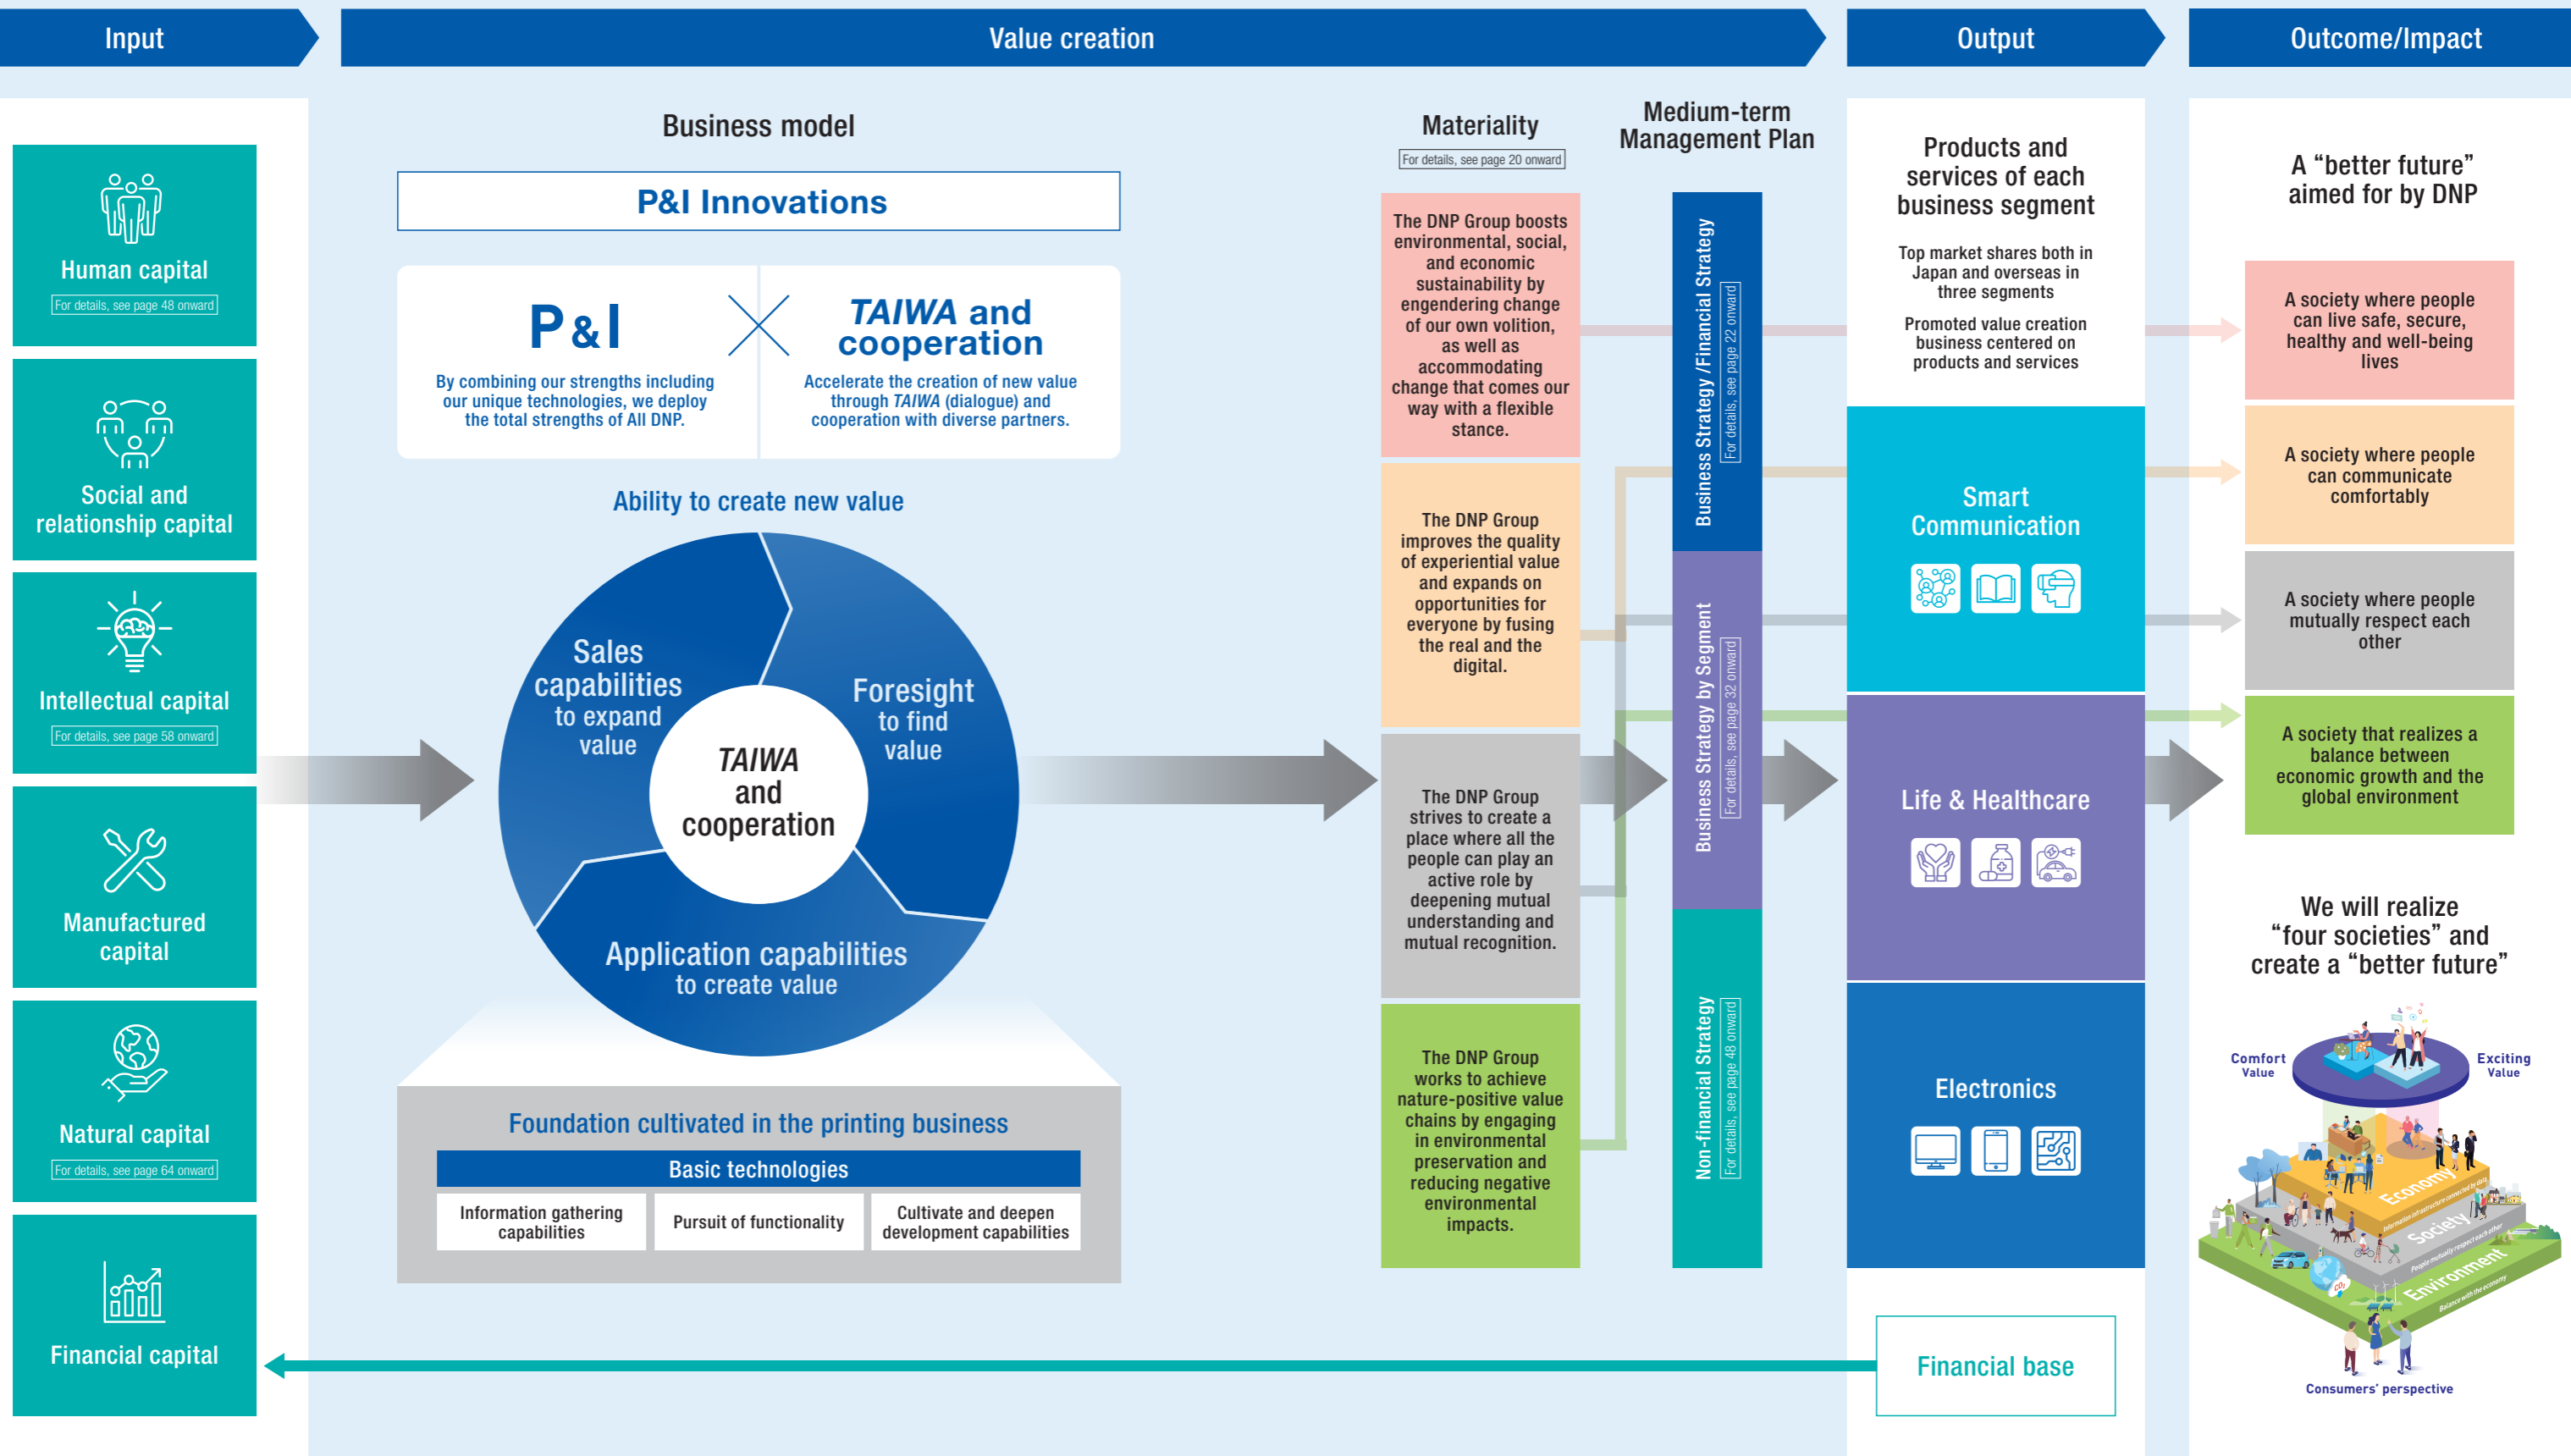 Input
Value creation
Output
Outcome/Impact
Human capital
For details, see page 48 onward
Social and
relationship capital
Intellectual capital
For details, see page 58 onward
Manufactured
capital
Natural capital
For details, see page 64 onward
Financial capital
Business model
P&I Innovations
P&I
By combining our strengths including
our unique technologies, we deploy
the total strengths of All DNP.
TAIWA and
cooperation
Accelerate the creation of new value
through TAIWA (dialogue) and
cooperation with diverse partners.
Ability to create new value
Sales
capabilities
to expand
value
Foresight
to find
value
TAIWA
and
cooperation
Application capabilities
to create value
Foundation cultivated in the printing business
Basic technologies
Information gathering
capabilities
Pursuit of functionality
Cultivate and deepen
development capabilities
Materiality
For details, see page 20 onward
The DNP Group boosts
environmental, social,
and economic
sustainability by
engendering change
of our own volition,
as well as
accommodating
change that comes our
way with a flexible
stance.
The DNP Group
improves the quality
of experiential value
and expands on
opportunities for
everyone by fusing
the real and the
digital.
The DNP Group
strives to create a
place where all the
people can play an
active role by
deepening mutual
understanding and
mutual recognition.
The DNP Group
works to achieve
nature-positive value
chains by engaging
in environmental
preservation and
reducing negative
environmental
impacts.
Medium-term
Management Plan
Business Strategy /Financial Strategy
For details, see page 22 onward
Business Strategy by Segment
For details, see page 32 onward
Non-financial Strategy
For details, see page 48 onward
Products and
services of each
business segment
Top market shares both in
Japan and overseas in
three segments
Promoted value creation
business centered on
products and services
Smart
Communication
Life & Healthcare
Electronics
Financial base
A “better future”
aimed for by DNP
A society where people
can live safe, secure,
healthy and well-being
lives
A society where people
can communicate
comfortably
A society where people
mutually respect each
other
A society that realizes a
balance between
economic growth and the
global environment
We will realize
“four societies” and
create a “better future”
Comfort
Value
Exciting
Value
Economy
Information infrastructure connected by data
Society
People mutually respect each other
Environment
Balance with the economy
CO2
Consumers’ perspective